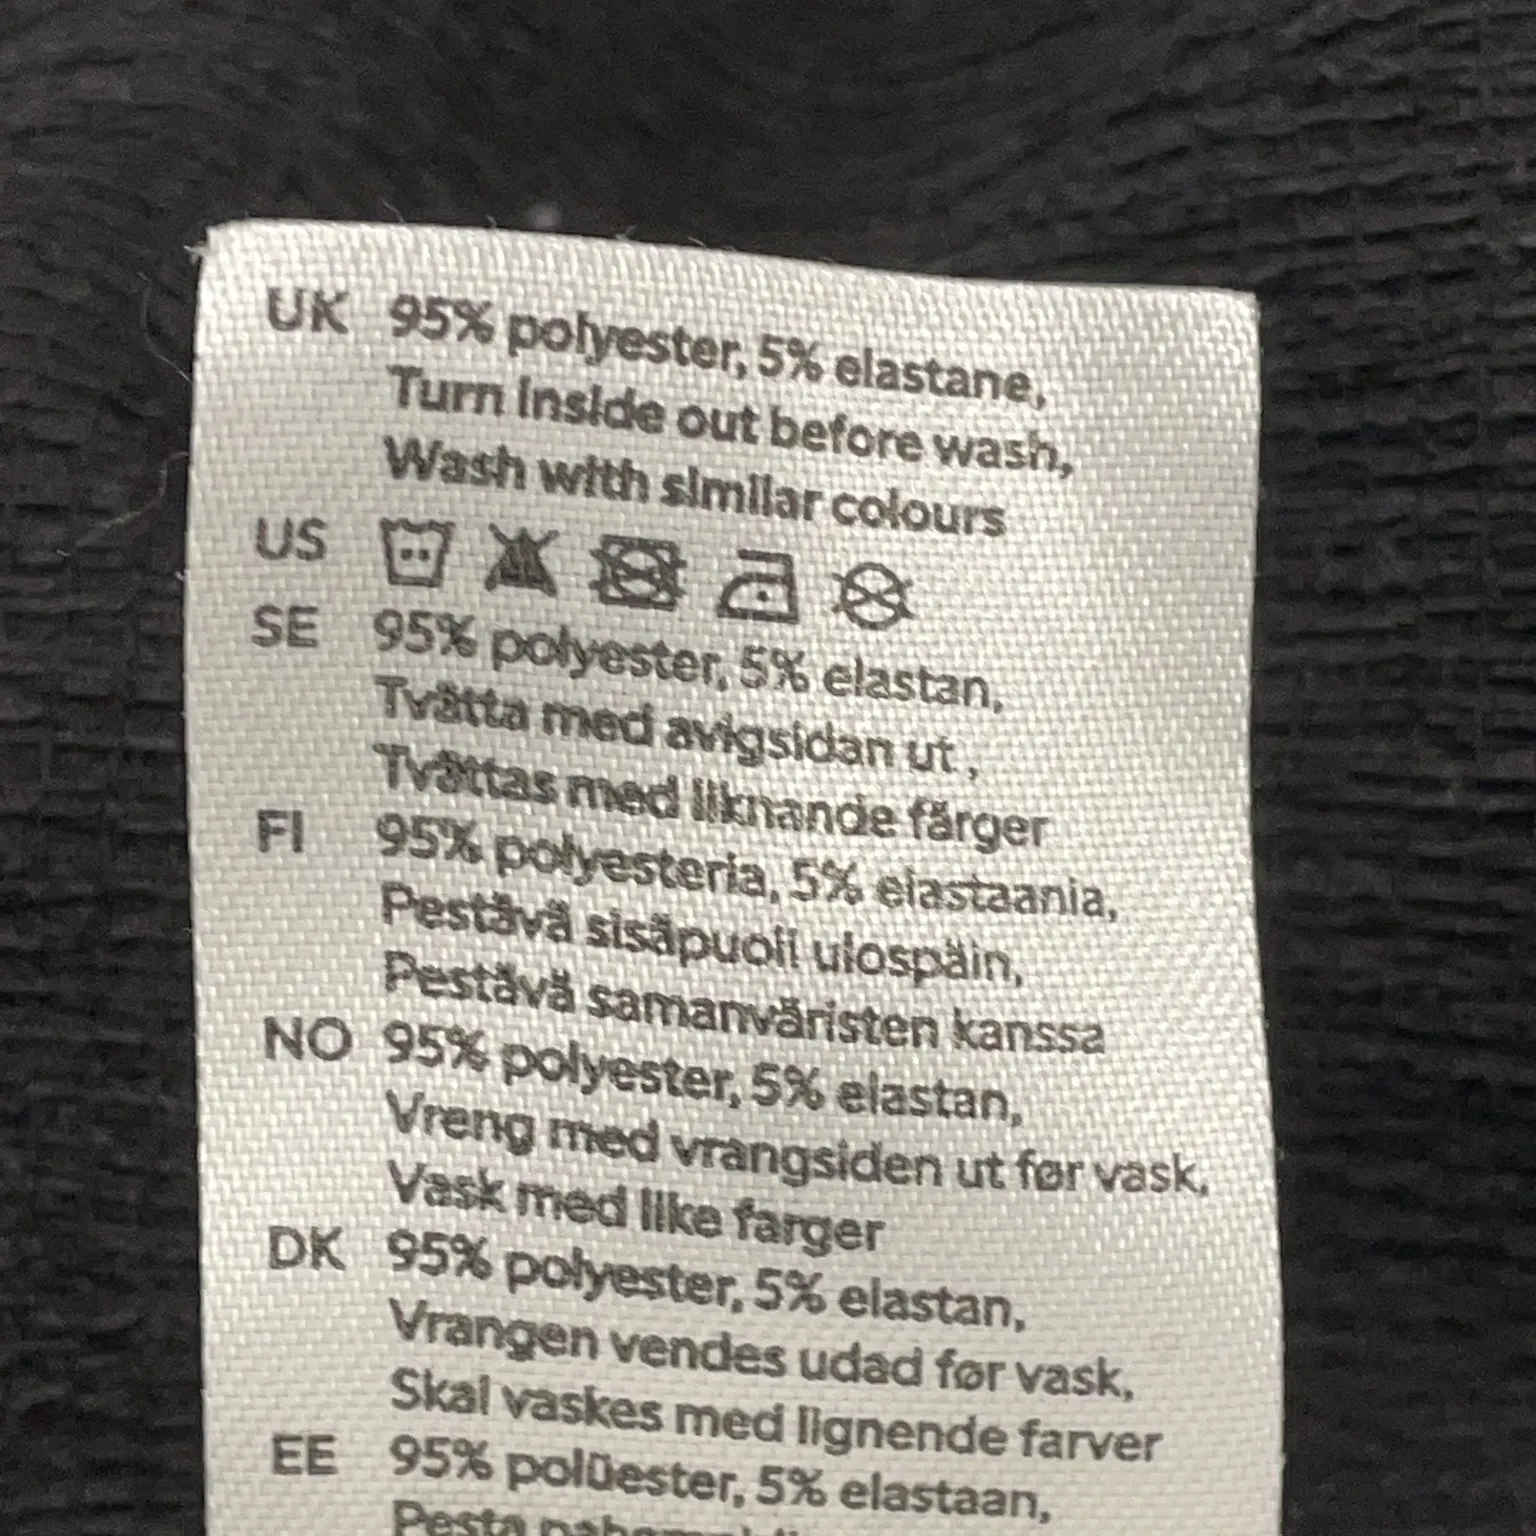 UK 95% polyester, 5% elastane,
Turn inside out before wash,
Wash with similar colours
US
SE 95% polyester, 5% elastan,
Tvätta med avigsidan ut ,
Tvättas med liknande färger
FI 95% polyesteria, 5% elastaania,
Pestävä sisäpuoli ulospäin,
Pestävä samanväristen kanssa
NO 95% polyester, 5% elastan,
Vreng med vrangsiden ut før vask,
Vask med like farger
DK 95% polyester, 5% elastan,
Vrangen vendes udad før vask,
Skal vaskes med lignende farver
EE 95% polüester, 5% elastaan,
Pesta